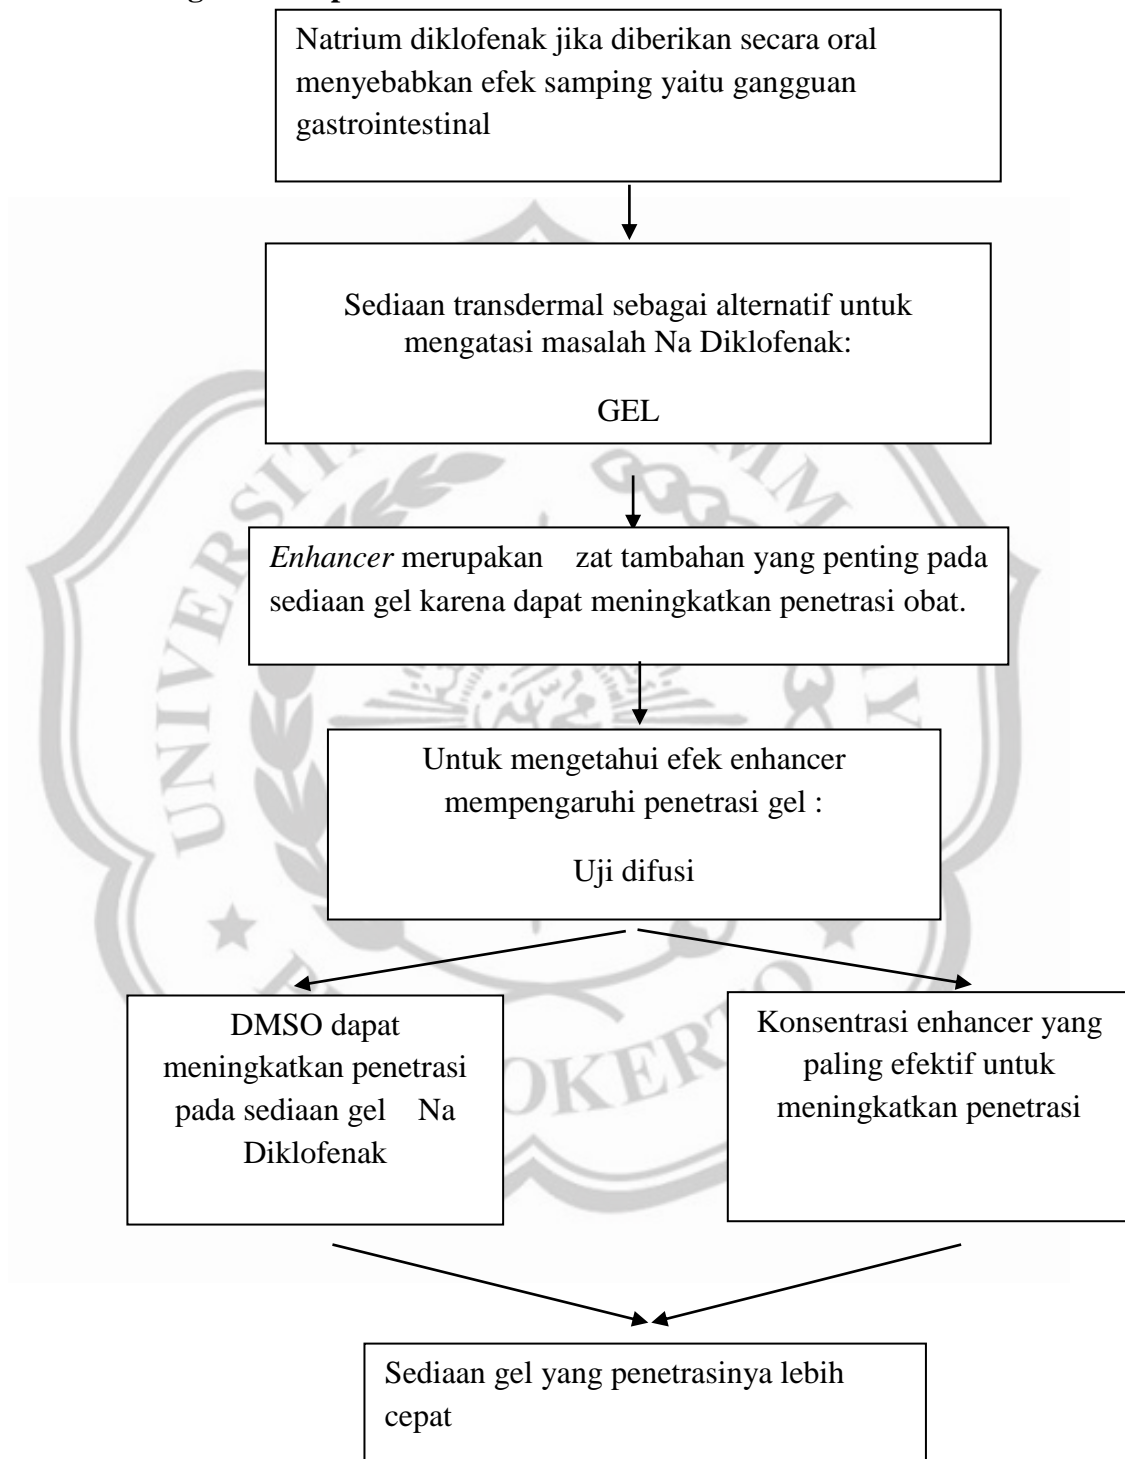 Natrium diklofenak jika diberikan secara oral
menyebabkan efek samping yaitu gangguan
gastrointestinal
Sediaan transdermal sebagai alternatif untuk
mengatasi masalah Na Diklofenak:
GEL
Enhancer merupakan zat tambahan yang penting pada
sediaan gel karena dapat meningkatkan penetrasi obat.
Untuk mengetahui efek enhancer
mempengaruhi penetrasi gel :
Uji difusi
DMSO dapat
meningkatkan penetrasi
pada sediaan gel Na
Diklofenak
Konsentrasi enhancer yang
paling efektif untuk
meningkatkan penetrasi
Sediaan gel yang penetrasinya lebih
cepat